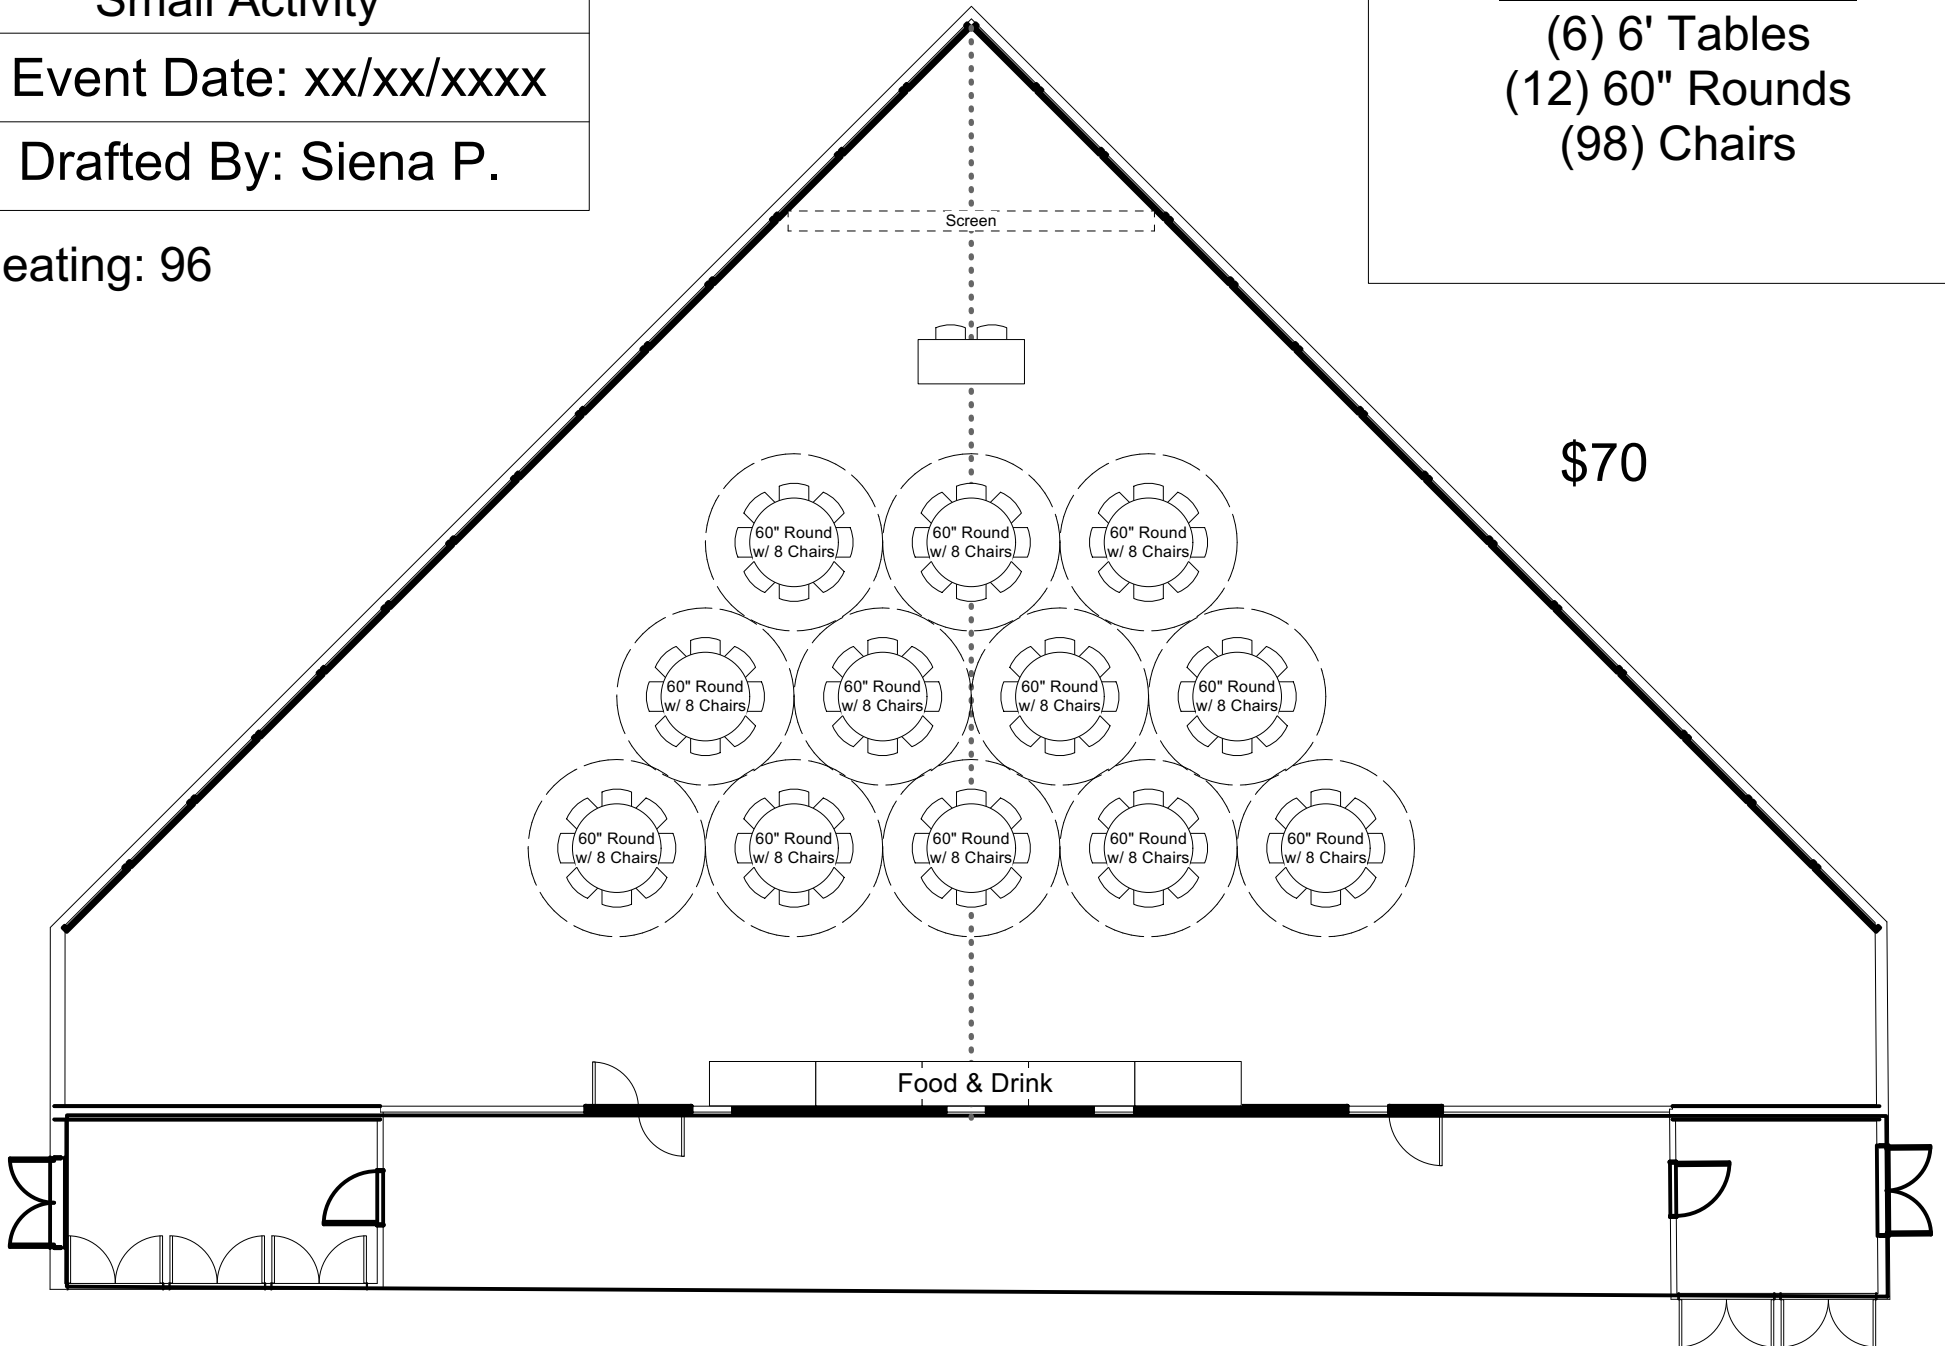 Small Activity
Event Date: xx/xx/xxxx
Drafted By: Siena P.
eating: 96
(6) 6' Tables
(12) 60" Rounds
(98) Chairs
Screen
$70
60" Round
w/ 8 Chairs
60" Round
w/ 8 Chairs
60" Round
w/ 8 Chairs
60" Round
w/ 8 Chairs
60" Round
w/ 8 Chairs
60" Round
w/ 8 Chairs
60" Round
w/ 8 Chairs
60" Round
w/ 8 Chairs
60" Round
w/ 8 Chairs
60" Round
w/ 8 Chairs
60" Round
w/ 8 Chairs
60" Round
w/ 8 Chairs
Food & Drink